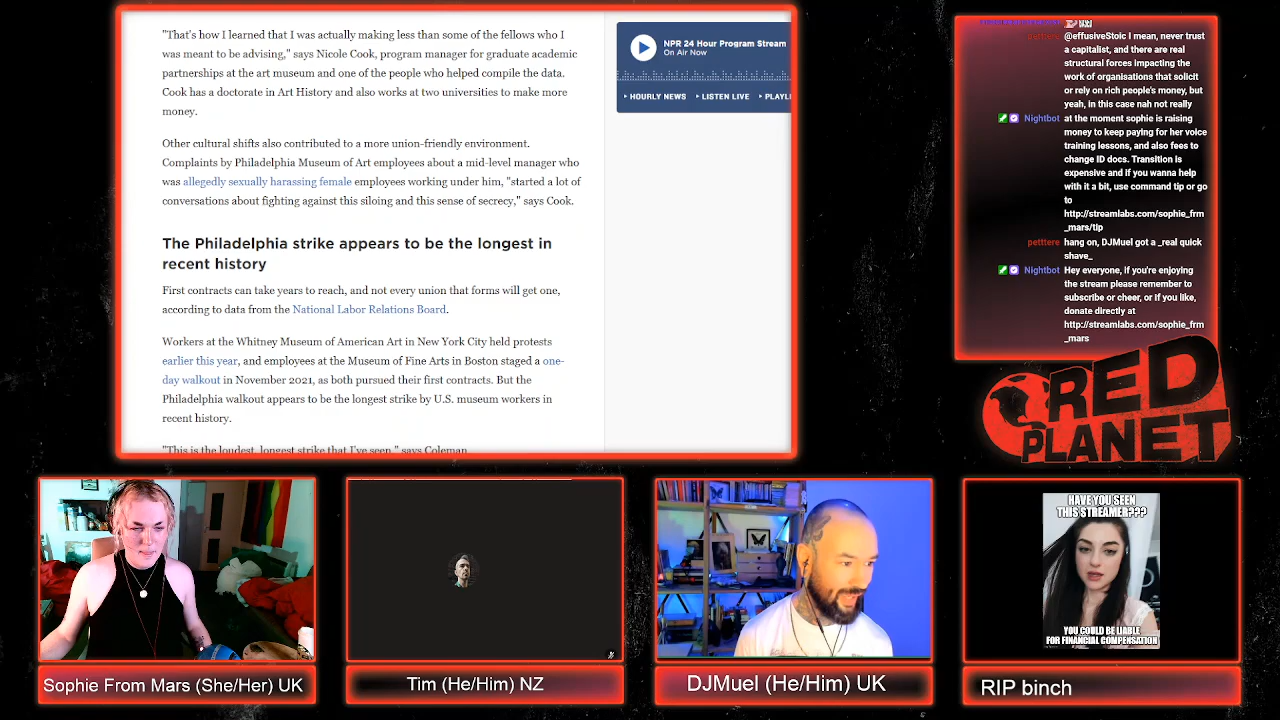 "That's how I learned that I was actually making less than some of the fellows who I
was meant to be advising," says Nicole Cook, program manager for graduate academic
partnerships at the art museum and one of the people who helped compile the data.
Cook has a doctorate in Art History and also works at two universities to make more
money.
Other cultural shifts also contributed to a more union-friendly environment.
Complaints by Philadelphia Museum of Art employees about a mid-level manager who
was allegedly sexually harassing female employees working under him, "started a lot of
conversations about fighting against this siloing and this sense of secrecy," says Cook.
The Philadelphia strike appears to be the longest in
recent history
First contracts can take years to reach, and not every union that forms will get one,
according to data from the National Labor Relations Board.
Workers at the Whitney Museum of American Art in New York City held protests
earlier this year, and employees at the Museum of Fine Arts in Boston staged a one-
day walkout in November 2021, as both pursued their first contracts. But the
Philadelphia walkout appears to be the longest strike by U.S. museum workers in
recent history.
"This is the loudest, longest strike that I've seen," says Coleman
NPR 24 Hour Program Stream
On Air Now
HOURLY NEWS
LISTEN LIVE
PLAYLI
pettere
@effusiveStoic I mean, never trust
a capitalist, and there are real
structural forces impacting the
work of organisations that solicit
or rely on rich people's money, but
yeah, in this case nah not really
Nightbot at the moment sophie is raising
money to keep paying for her voice
training lessons, and also fees to
change ID docs. Transition is
expensive and if you wanna help
with it a bit, use command tip or go
to
http://streamlabs.com/sophie_frm
_mars/tip
pettere hang on, DJMuel got a _real quick
shave_
Nightbot Hey everyone, if you're enjoying
the stream please remember to
subscribe or cheer, or if you like,
donate directly at
http://streamlabs.com/sophie_frm
_mars
RED
PLANET
HAVE YOU SEEN
THIS STREAMER???
YOU COULD BE LIABLE
FOR FINANCIAL COMPENSATION
Sophie From Mars (She/Her) UK
Tim (He/Him) NZ
DJMuel (He/Him) UK
RIP binch